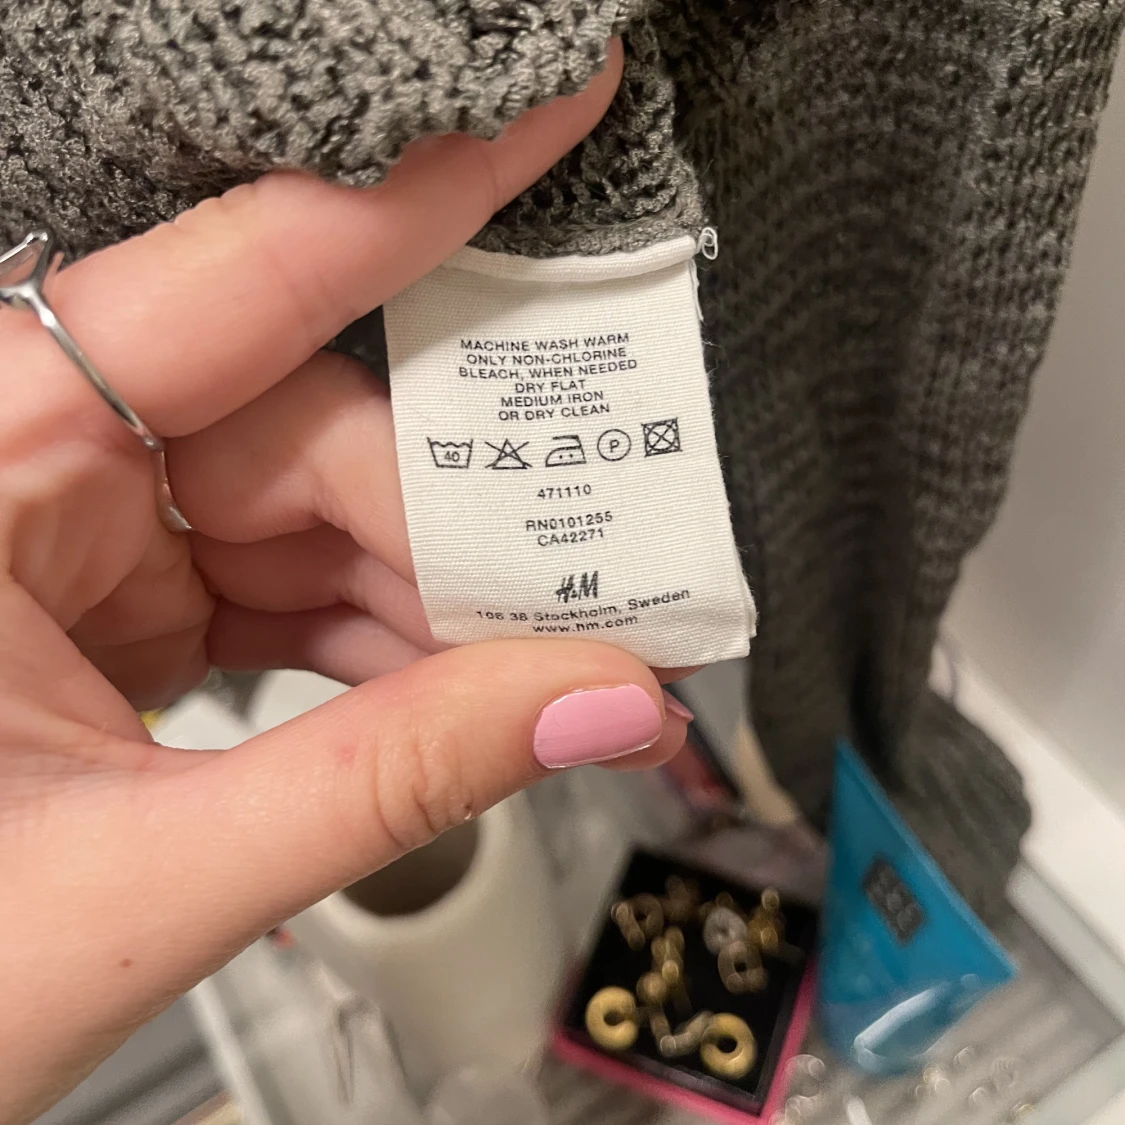 MACHINE WASH WARM
ONLY NON-CHLORINE
BLEACH, WHEN NEEDED
DRY FLAT
MEDIUM IRON
OR DRY CLEAN
40 P
471110
RN0101255
CA42271
H&M
106 38 Stockholm, Sweden
www.hm.com